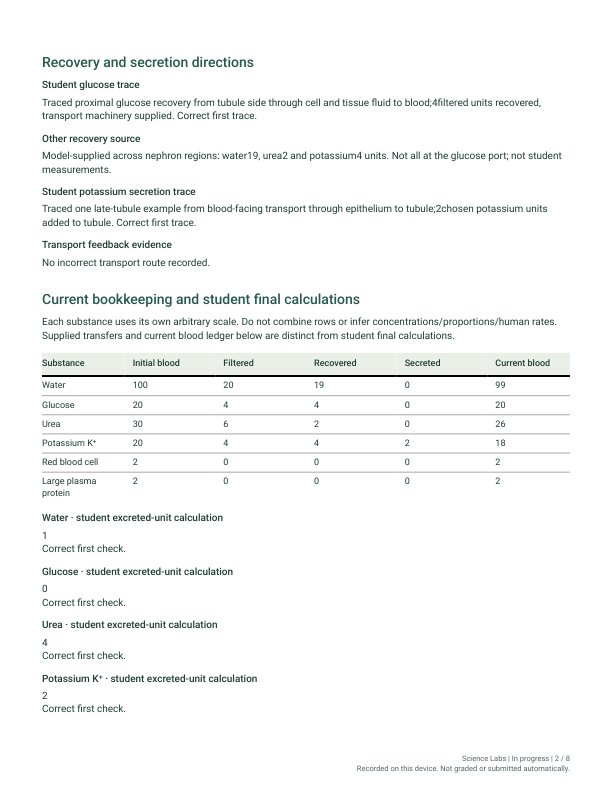 Recovery and secretion directions
Student glucose trace
Traced proximal glucose recovery from tubule side through cell and tissue fluid to blood;4filtered units recovered,
transport machinery supplied. Correct first trace.
Other recovery source
Model-supplied across nephron regions: water19, urea2 and potassium4 units. Not all at the glucose port; not student
measurements.
Student potassium secretion trace
Traced one late-tubule example from blood-facing transport through epithelium to tubule;2chosen potassium units
added to tubule. Correct first trace.
Transport feedback evidence
No incorrect transport route recorded.
Current bookkeeping and student final calculations
Each substance uses its own arbitrary scale. Do not combine rows or infer concentrations/proportions/human rates.
Supplied transfers and current blood ledger below are distinct from student final calculations.
Substance Initial blood Filtered Recovered Secreted Current blood
Water 100 20 19 0 99
Glucose 20 4 4 0 20
Urea 30 6 2 0 26
Potassium K⁺ 20 4 4 2 18
Red blood cell 2 0 0 0 2
Large plasma 2 0 0 0 2
protein
Water · student excreted-unit calculation
1
Correct first check.
Glucose · student excreted-unit calculation
0
Correct first check.
Urea · student excreted-unit calculation
4
Correct first check.
Potassium K⁺ · student excreted-unit calculation
2
Correct first check.
Science Labs | In progress | 2 / 8
Recorded on this device. Not graded or submitted automatically.